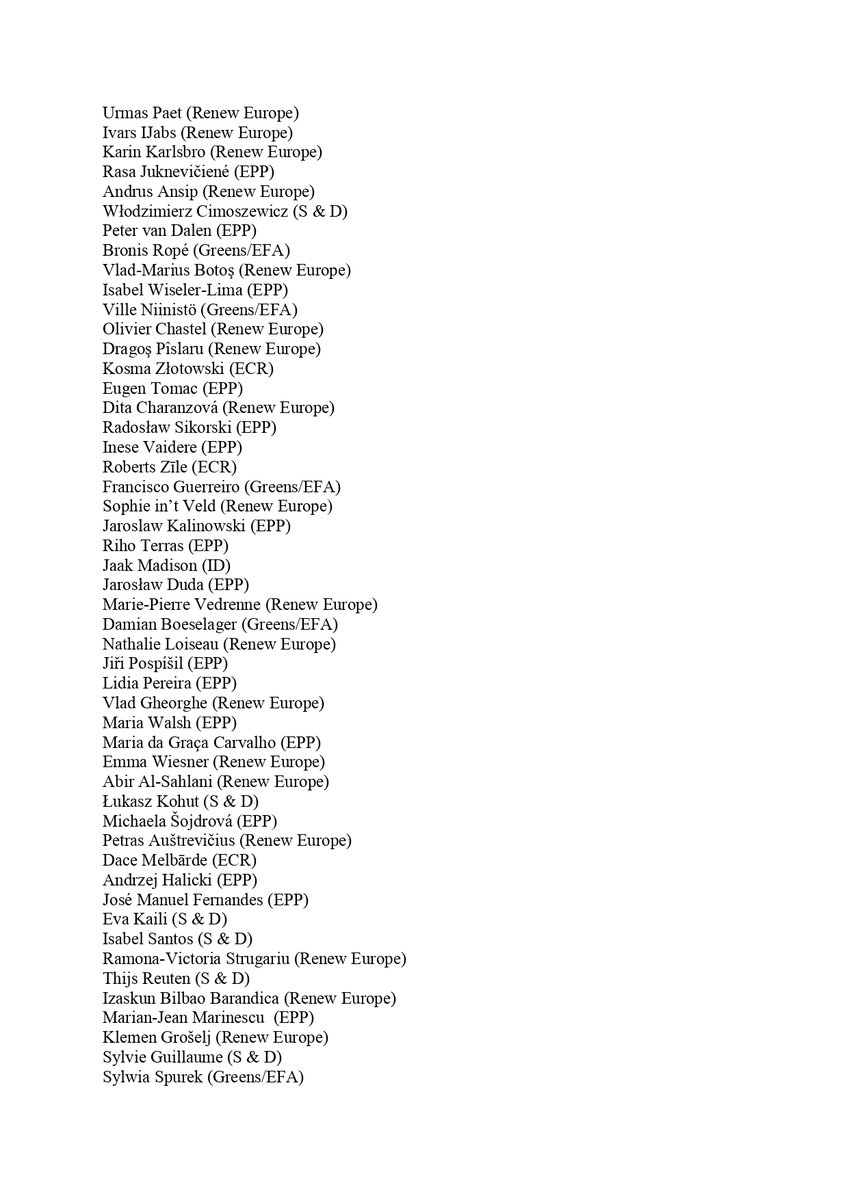 Urmas Paet (Renew Europe)
Ivars IJabs (Renew Europe)
Karin Karlsbro (Renew Europe)
Rasa Juknevičiené (EPP)
Andrus Ansip (Renew Europe)
Włodzimierz Cimoszewicz (S & D)
Peter van Dalen (EPP)
Bronis Ropé (Greens/EFA)
Vlad-Marius Botoş (Renew Europe)
Isabel Wiseler-Lima (EPP)
Ville Niinistö (Greens/EFA)
Olivier Chastel (Renew Europe)
Dragoş Pîslaru (Renew Europe)
Kosma Złotowski (ECR)
Eugen Tomac (EPP)
Dita Charanzová (Renew Europe)
Radosław Sikorski (EPP)
Inese Vaidere (EPP)
Roberts Zīle (ECR)
Francisco Guerreiro (Greens/EFA)
Sophie in’t Veld (Renew Europe)
Jaroslaw Kalinowski (EPP)
Riho Terras (EPP)
Jaak Madison (ID)
Jarosław Duda (EPP)
Marie-Pierre Vedrenne (Renew Europe)
Damian Boeselager (Greens/EFA)
Nathalie Loiseau (Renew Europe)
Jiři Pospíšil (EPP)
Lidia Pereira (EPP)
Vlad Gheorghe (Renew Europe)
Maria Walsh (EPP)
Maria da Graça Carvalho (EPP)
Emma Wiesner (Renew Europe)
Abir Al-Sahlani (Renew Europe)
Łukasz Kohut (S & D)
Michaela Šojdrová (EPP)
Petras Auštrevičius (Renew Europe)
Dace Melbārde (ECR)
Andrzej Halicki (EPP)
José Manuel Fernandes (EPP)
Eva Kaili (S & D)
Isabel Santos (S & D)
Ramona-Victoria Strugariu (Renew Europe)
Thijs Reuten (S & D)
Izaskun Bilbao Barandica (Renew Europe)
Marian-Jean Marinescu  (EPP)
Klemen Grošelj (Renew Europe)
Sylvie Guillaume (S & D)
Sylwia Spurek (Greens/EFA)